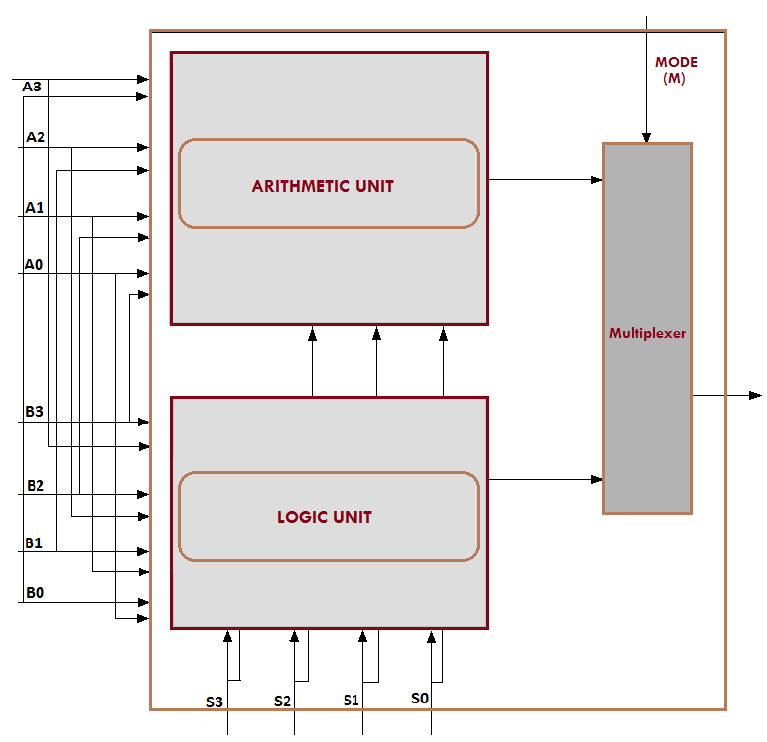 MODE
(M)
A3
A2
ARITHMETIC UNIT
A1
A0
Multiplexer
B3
B2
LOGIC UNIT
B1
B0
S3
S2
S1
S0